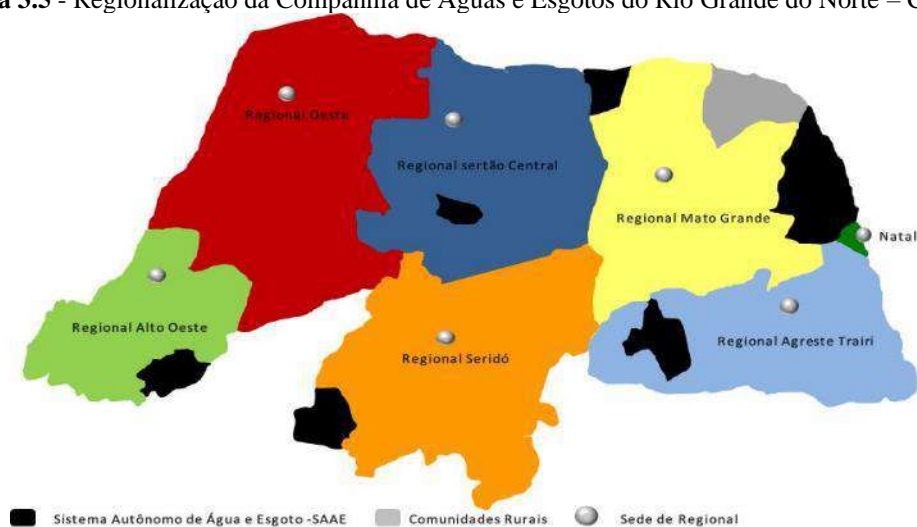 3.5 - Regionalização da Companhia de Águas e Esgotos do Rio Grande do Norte –
Regional Oeste
Regional sertão Central
Regional Mato Grande
Natal
Regional Alto Oeste
Regional Seridó
Regional Agreste Trairi
Sistema Autônomo de Água e Esgoto -SAAE
Comunidades Rurais
Sede de Regional